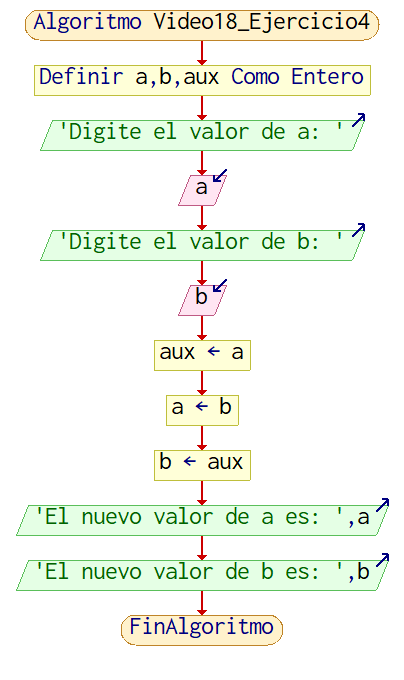 Algoritmo Video18_Ejercicio4
Definir a,b,aux Como Entero
'Digite el valor de a: '
a
'Digite el valor de b: '
b
aux ← a
a ← b
b ← aux
'El nuevo valor de a es: ',a
'El nuevo valor de b es: ',b
FinAlgoritmo